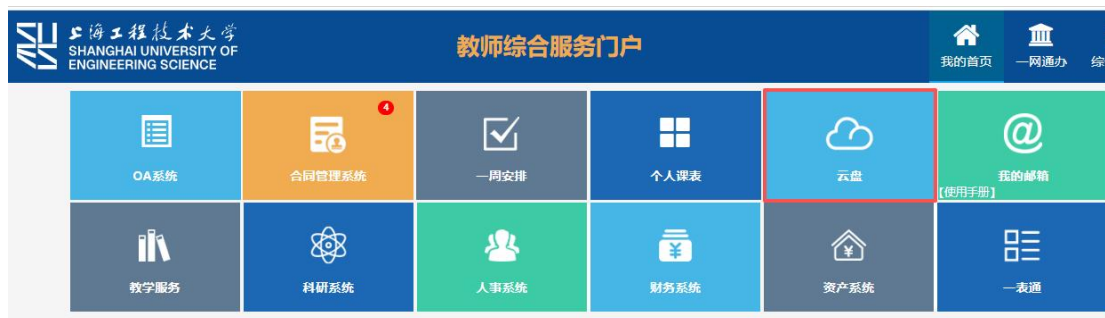 上海工程技术大学
SHANGHAI UNIVERSITY OF
ENGINEERING SCIENCE
教师综合服务门户
我的首页
一网通办
综
4
OA系统
合同管理系统
一周安排
个人课表
云盘
@
我的邮箱
【使用手册】
教学服务
科研系统
人事系统
¥
财务系统
¥
资产系统
一表通